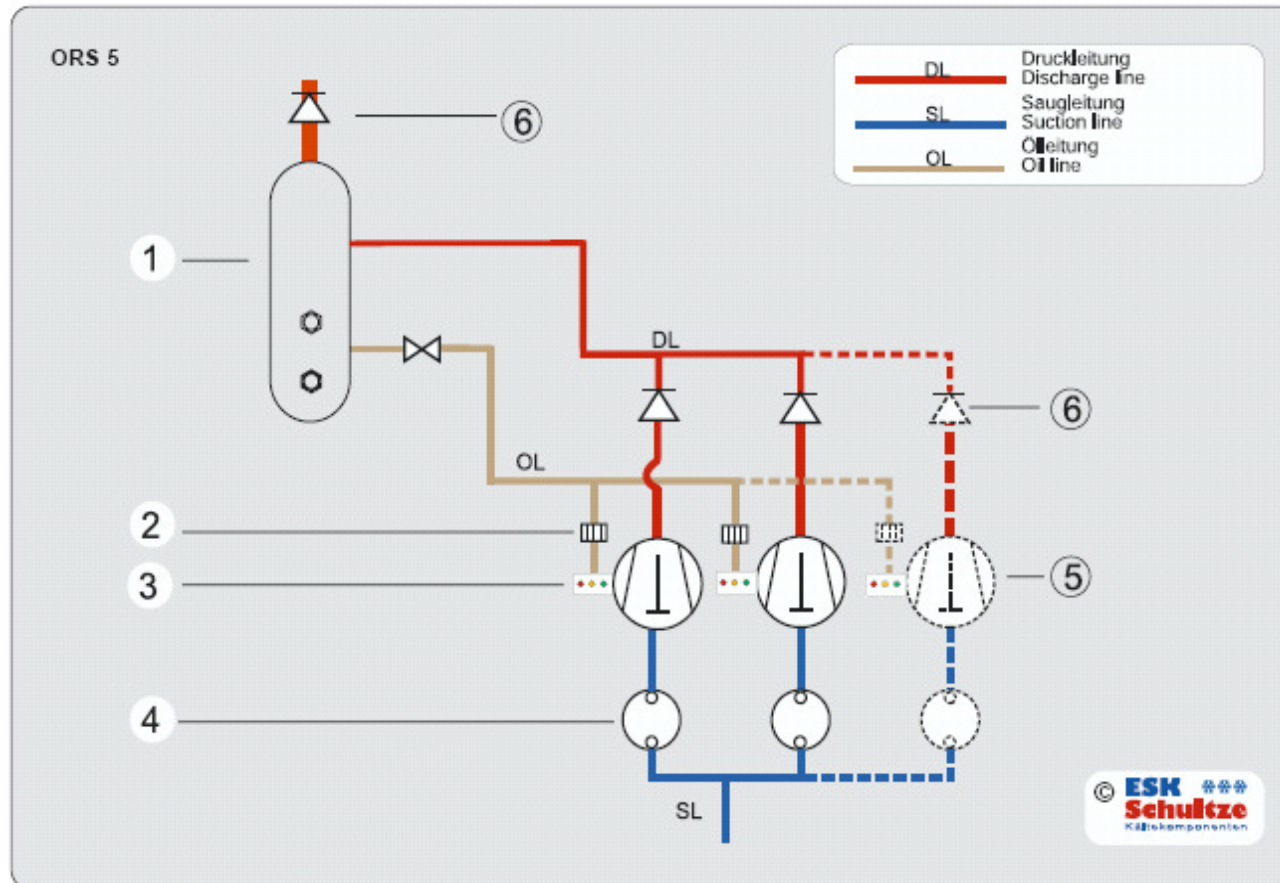 ORS 5
DL Druckleitung
Discharge line
SL Saugleitung
Suction line
OL Ölleitung
Oil line
6
1
DL
6
OL
2
3
5
4
SL
© ESK
Schultze
Kältekomponenten